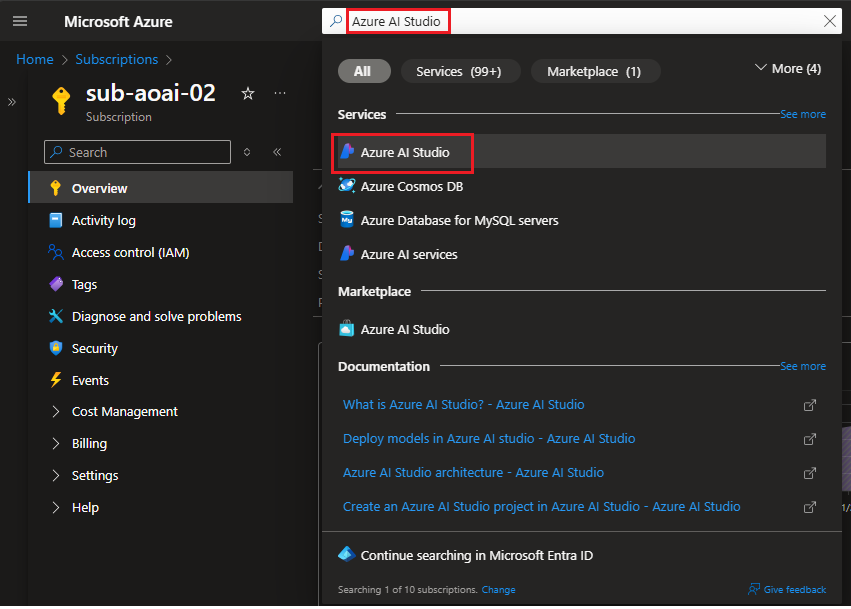 Microsoft Azure
Azure AI Studio
Home > Subscriptions >
sub-aoai-02
Subscription
Search
Overview
Activity log
Access control (IAM)
Tags
Diagnose and solve problems
Security
Events
Cost Management
Billing
Settings
Help
All
Services (99+)
Marketplace (1)
More (4)
Services
See more
Azure AI Studio
Azure Cosmos DB
Azure Database for MySQL servers
Azure AI services
Marketplace
Azure AI Studio
Documentation
See more
What is Azure AI Studio? - Azure AI Studio
Deploy models in Azure AI studio - Azure AI Studio
Azure AI Studio architecture - Azure AI Studio
Create an Azure AI Studio project in Azure AI Studio - Azure AI Studio
Continue searching in Microsoft Entra ID
Searching 1 of 10 subscriptions. Change
Give feedback